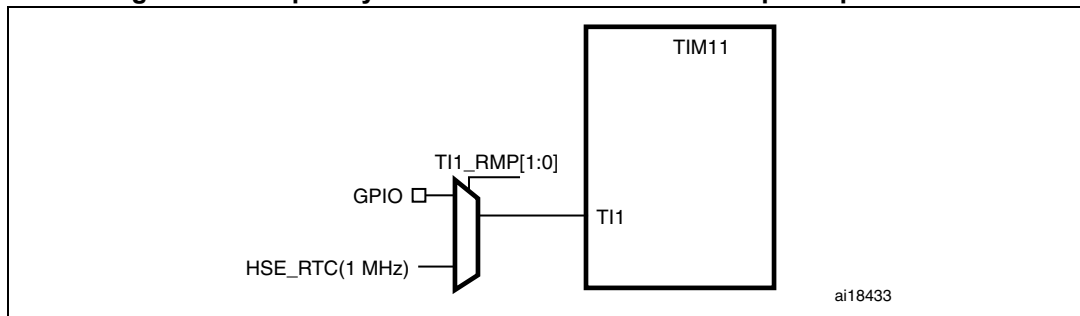 TIM11
TI1_RMP[1:0]
GPIO
TI1
HSE_RTC(1 MHz)
ai18433